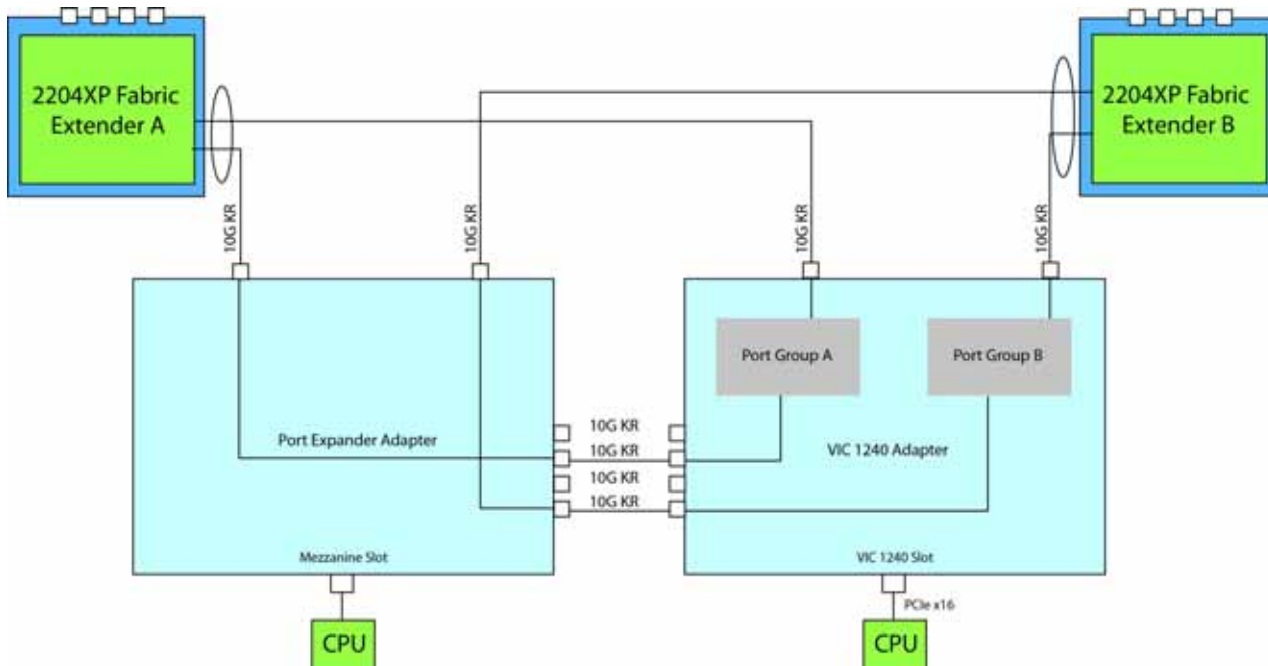 2204XP Fabric
Extender A
2204XP Fabric
Extender B
10G KR
10G KR
10G KR
10G KR
Port Group A
Port Group B
10G KR
10G KR
10G KR
10G KR
Port Expander Adapter
VIC 1240 Adapter
Mezzanine Slot
VIC 1240 Slot
PCIe x16
CPU
CPU